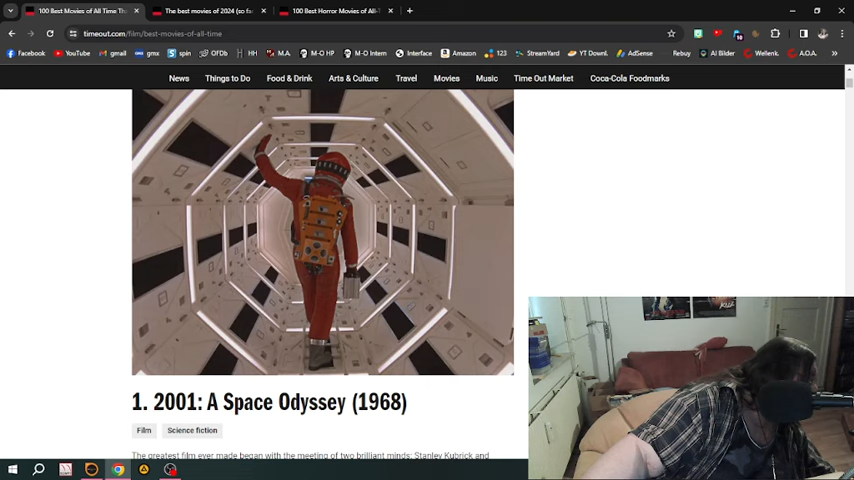 100 Best Movies of All Time Th
The best movies of 2024 (so fa
100 Best Horror Movies of All-T
timeout.com/film/best-movies-of-all-time
Facebook YouTube gmail gmx spin OFDb HH M.A. M-O HP M-O Intern Interface Amazon 123 StreamYard YT Downl. AdSense Rebuy AI Bilder Wellenk. A.O.A.
News Things to Do Food & Drink Arts & Culture Travel Movies Music Time Out Market Coca-Cola Foodmarks
1. 2001: A Space Odyssey (1968)
Film Science fiction
The greatest film ever made began with the meeting of two brilliant minds: Stanley Kubrick and